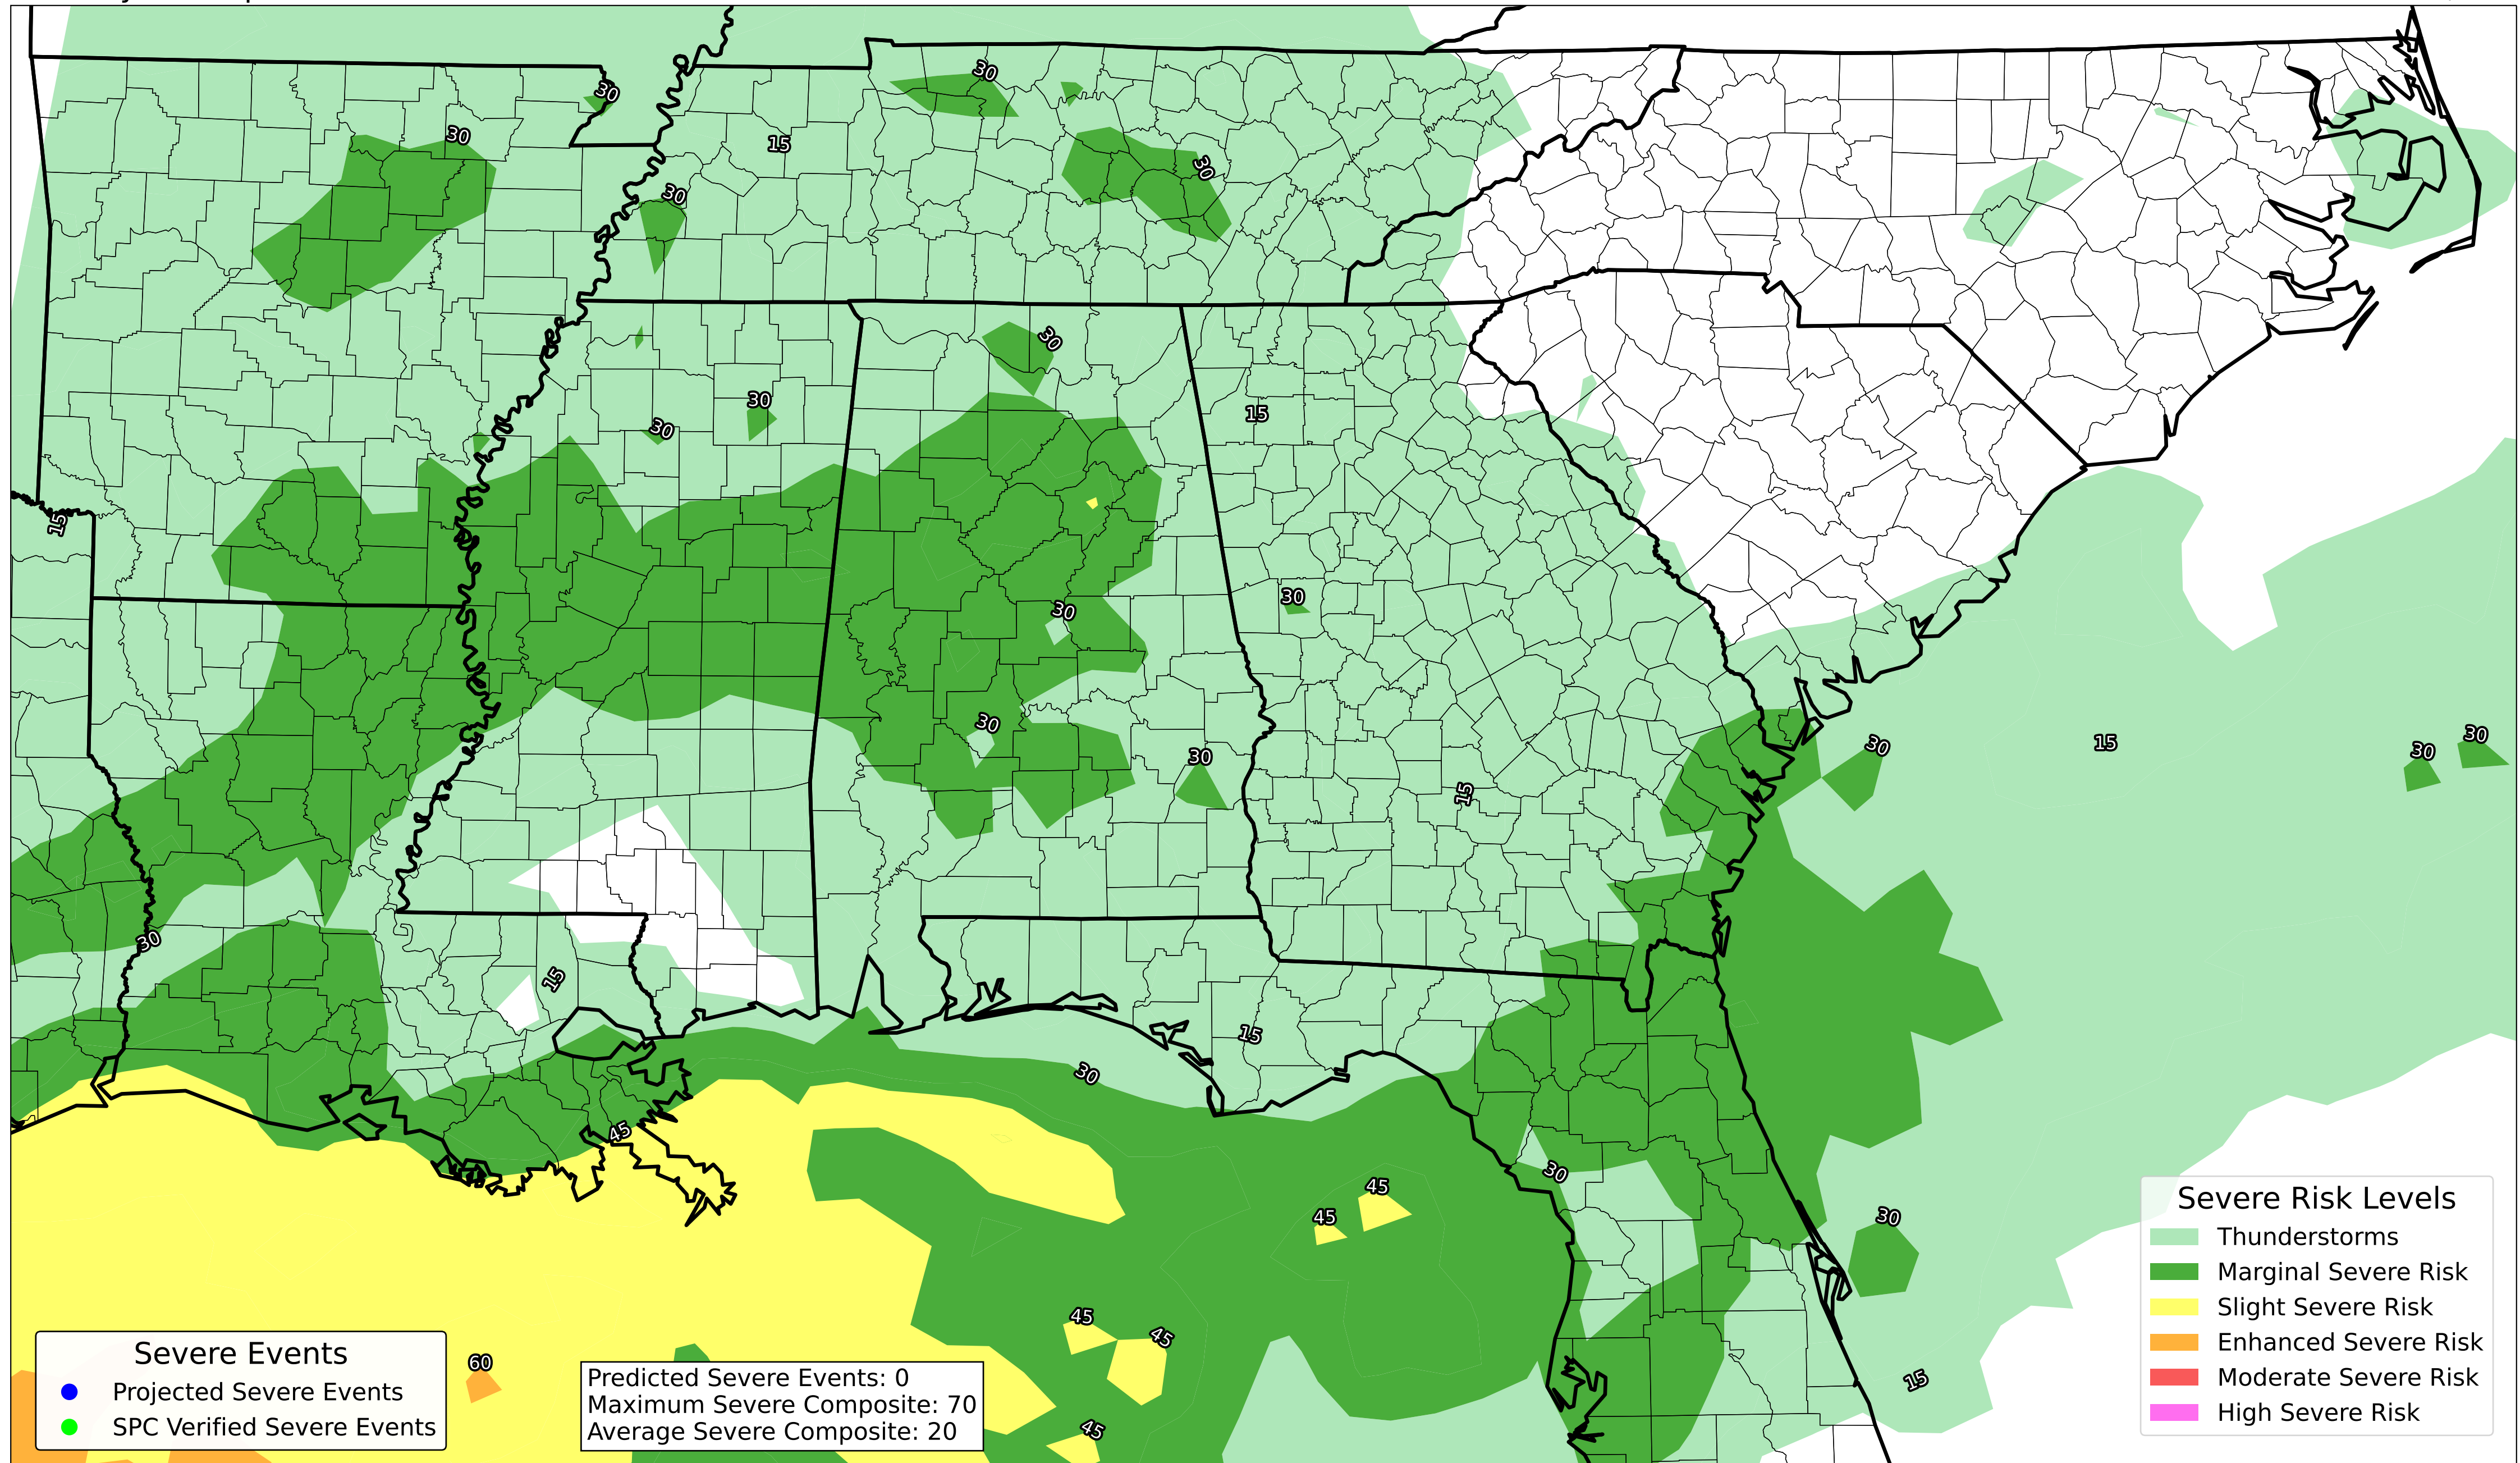 30
30
30
15
30
30
30
30
15
30
15
30
30
30
30
15
30
30
30
15
30
15
15
30
45
30
45
45
30
45
45
60
15
45
Severe Risk Levels
Thunderstorms
Marginal Severe Risk
Slight Severe Risk
Enhanced Severe Risk
Moderate Severe Risk
High Severe Risk
Severe Events
Projected Severe Events
SPC Verified Severe Events
Predicted Severe Events: 0
Maximum Severe Composite: 70
Average Severe Composite: 20